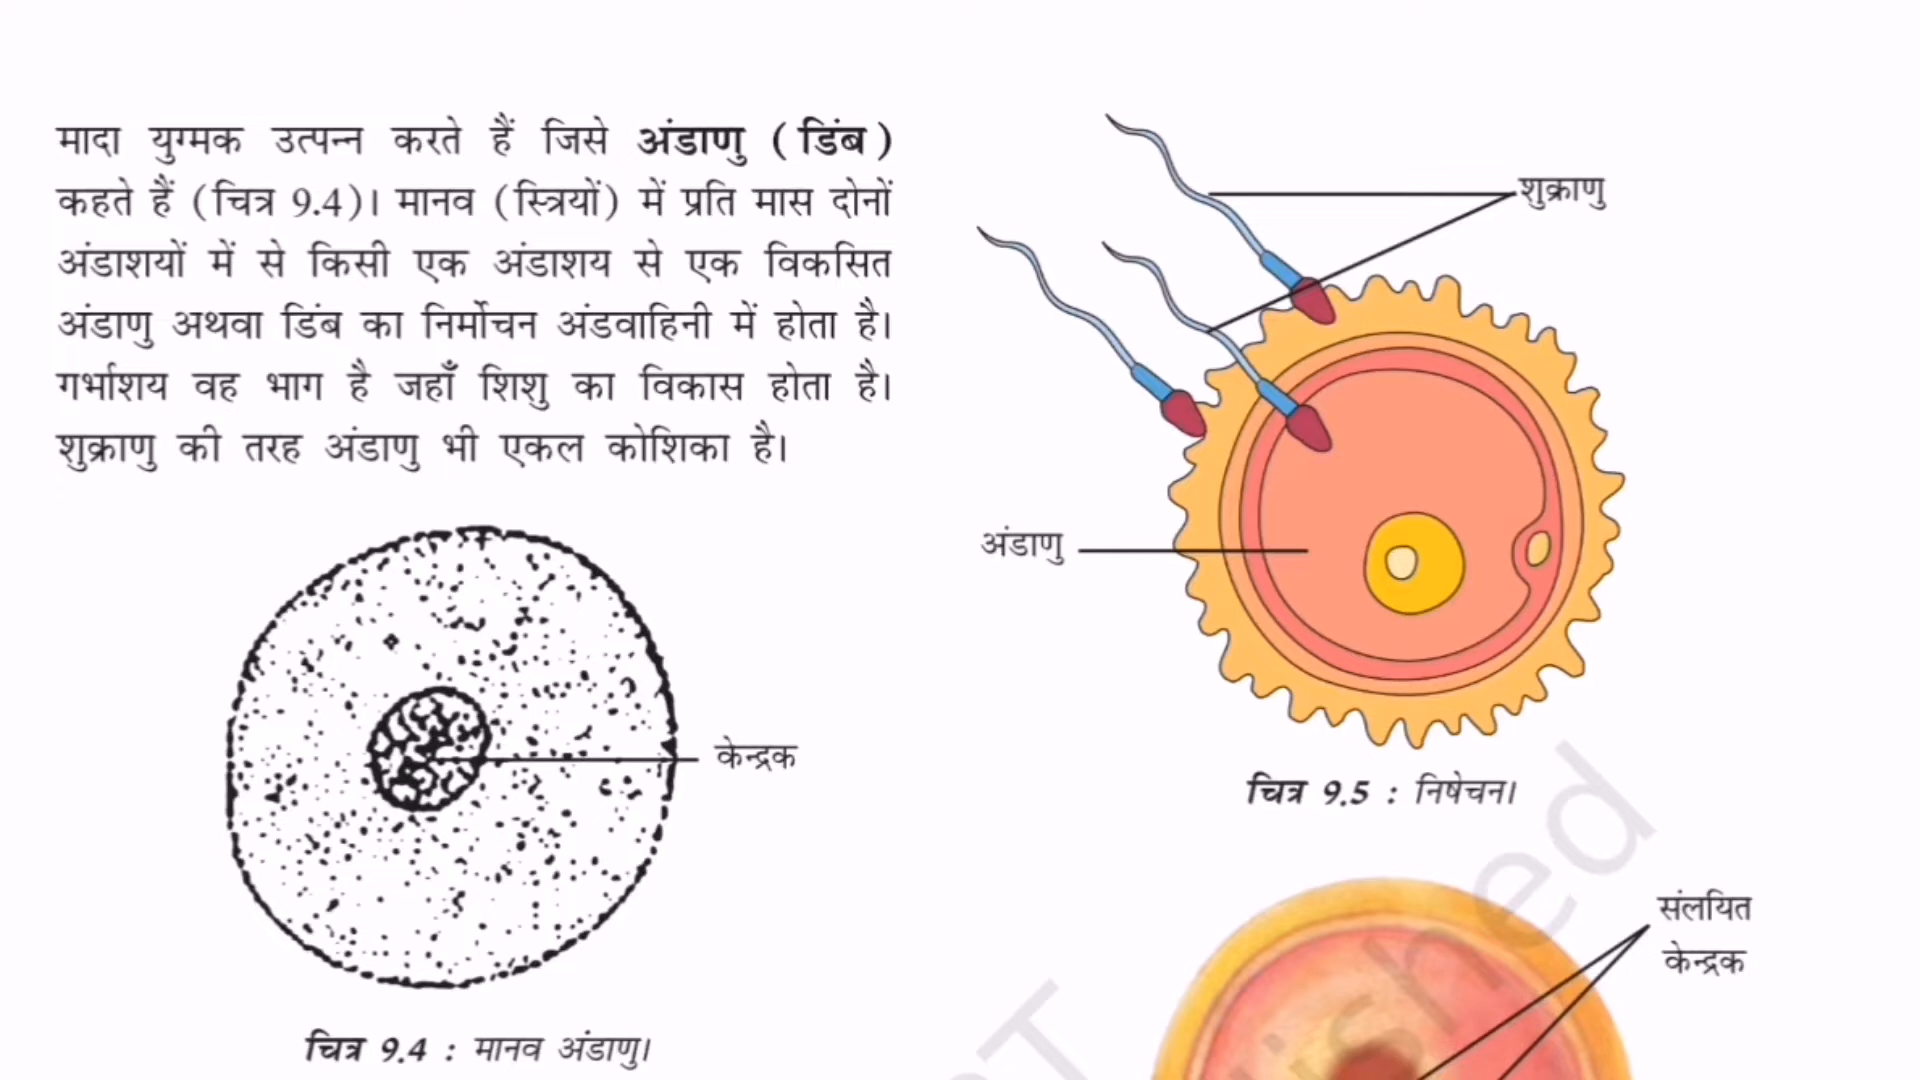 मादा युग्मक उत्पन्न करते हैं जिसे अंडाणु (डिंब)
कहते हैं (चित्र 9.4)। मानव (स्त्रियों) में प्रति मास दोनों
अंडाशयों में से किसी एक अंडाशय से एक विकसित
अंडाणु अथवा डिंब का निर्मोचन अंडवाहिनी में होता है।
गर्भाशय वह भाग है जहाँ शिशु का विकास होता है।
शुक्राणु की तरह अंडाणु भी एकल कोशिका है।
केन्द्रक
चित्र 9.4 : मानव अंडाणु।
शुक्राणु
अंडाणु
चित्र 9.5 : निषेचन।
संलयित
केन्द्रक